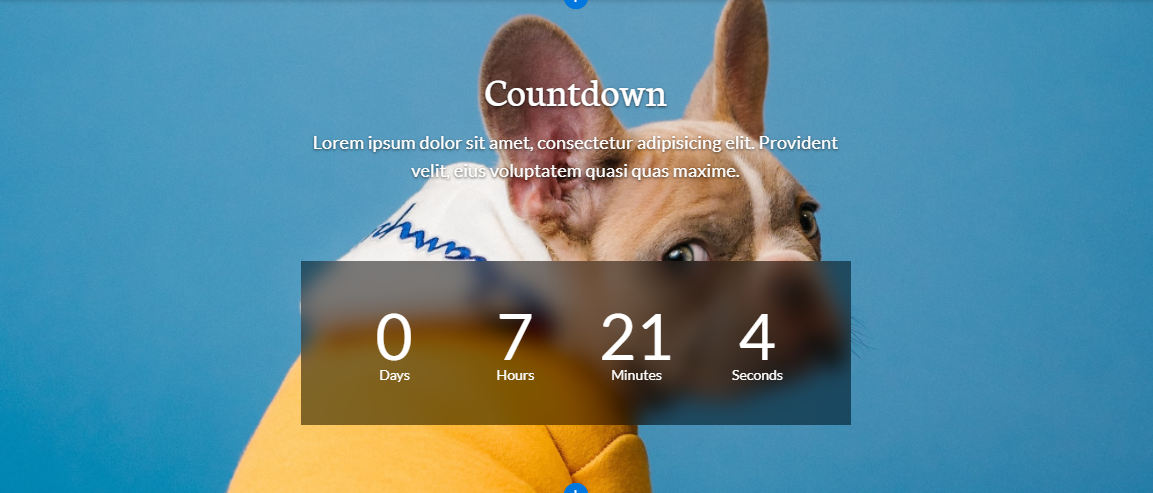 Countdown
Lorem ipsum dolor sit amet, consectetur adipisicing elit. Provident
velit, eius voluptatem quasi quas maxime.
0 7 21 4
Days Hours Minutes Seconds